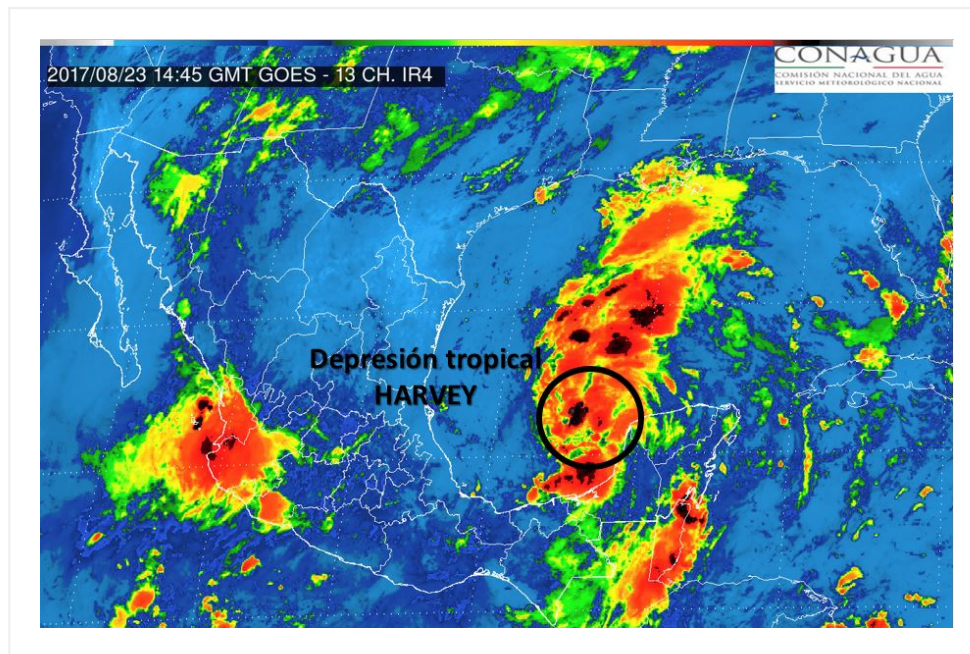 2017/08/23 14:45 GMT GOES - 13 CH. IR4
CONAGUA
COMISIÓN NACIONAL DEL AGUA
SERVICIO METEOROLÓGICO NACIONAL
Depresión tropical
HARVEY